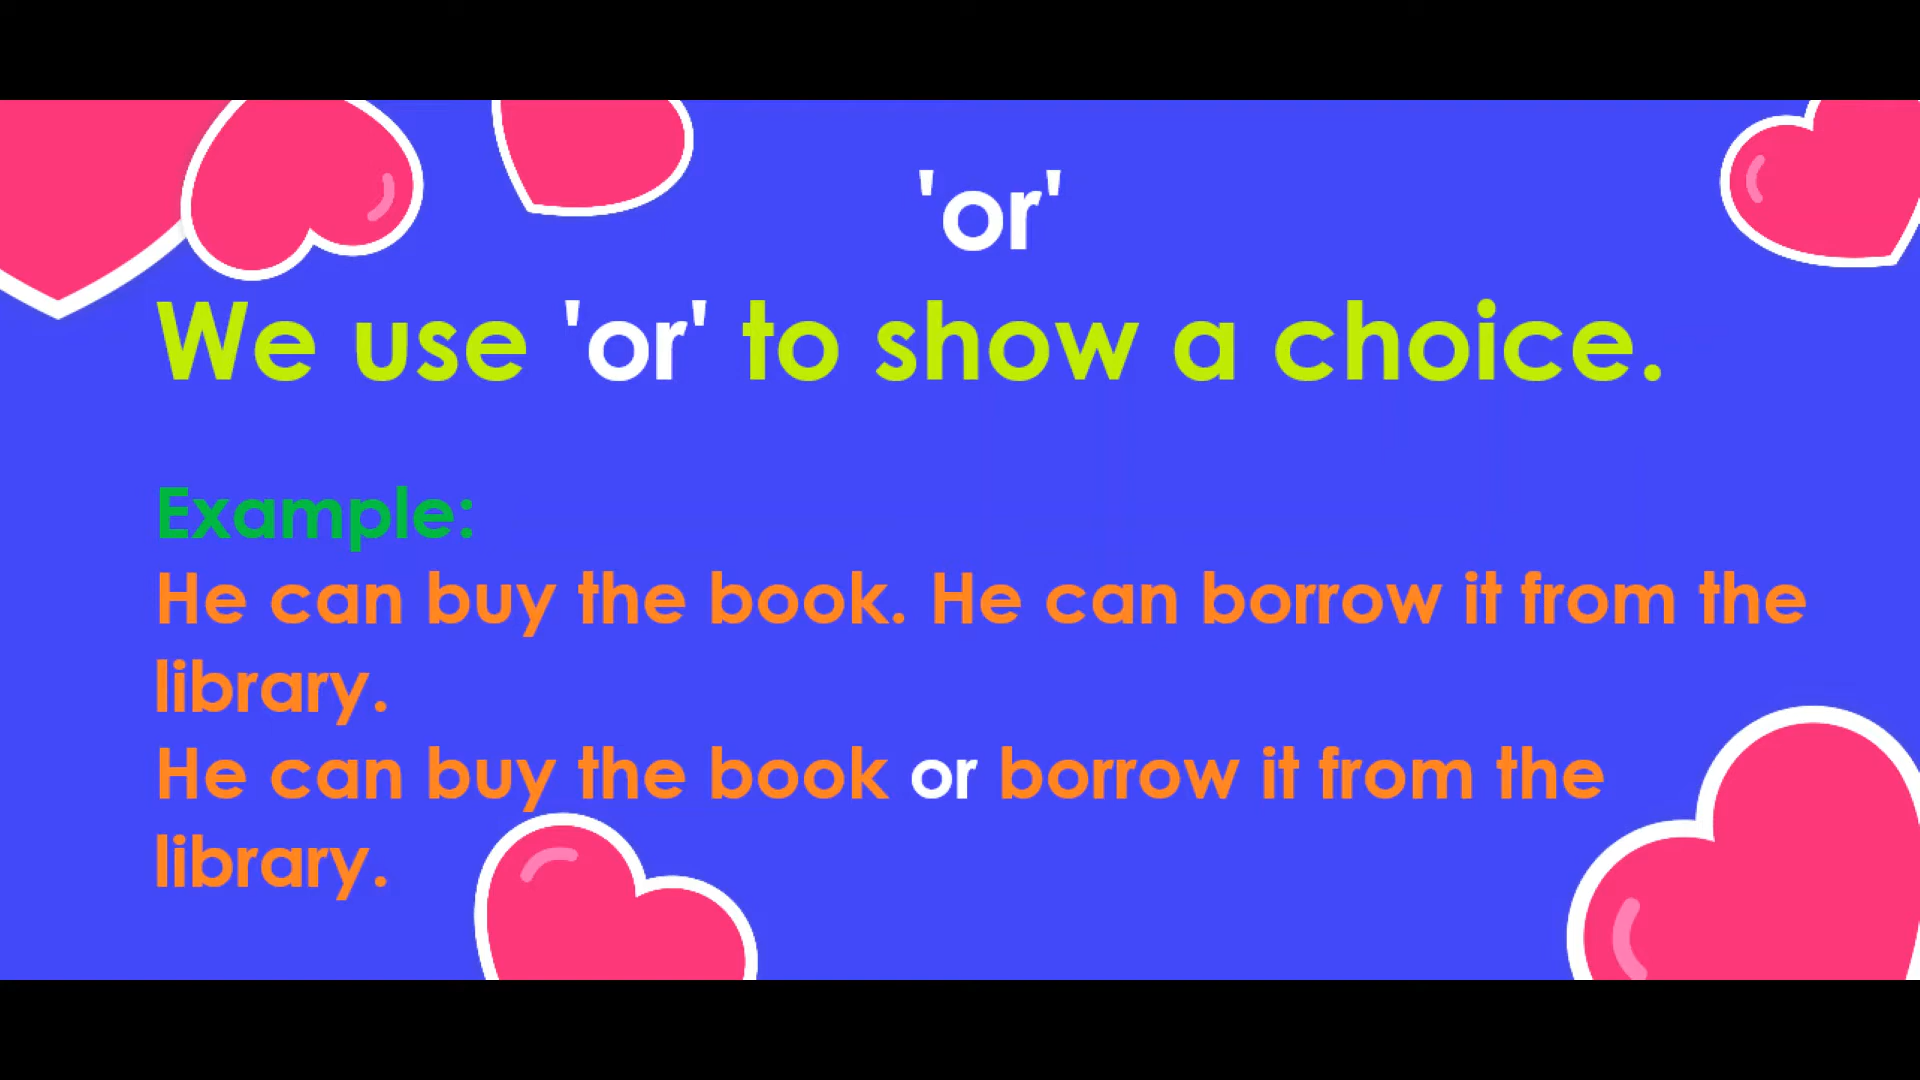 'or'
We use 'or' to show a choice.
Example:
He can buy the book. He can borrow it from the
library.
He can buy the book or borrow it from the
library.